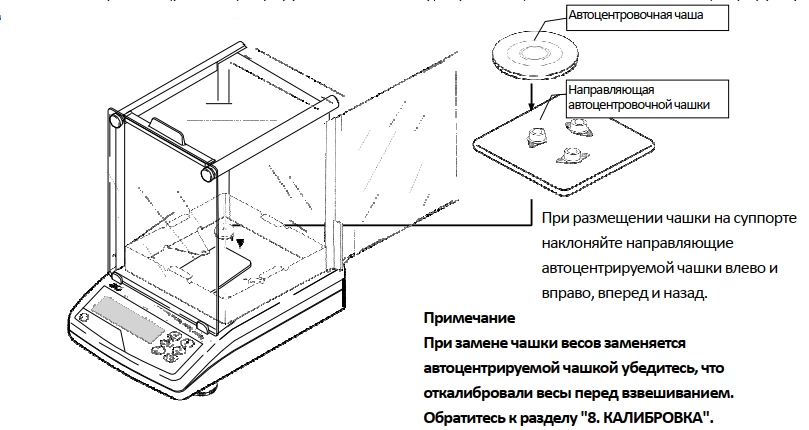 Автоцентровочная чаша
Направляющая
автоцентровочной чашки
При размещении чашки на суппорте
наклоняйте направляющие
автоцентрируемой чашки влево и
вправо, вперед и назад.
Примечание
При замене чашки весов заменяется
автоцентрируемой чашкой убедитесь, что
откалибровали весы перед взвешиванием.
Обратитесь к разделу "8. КАЛИБРОВКА".